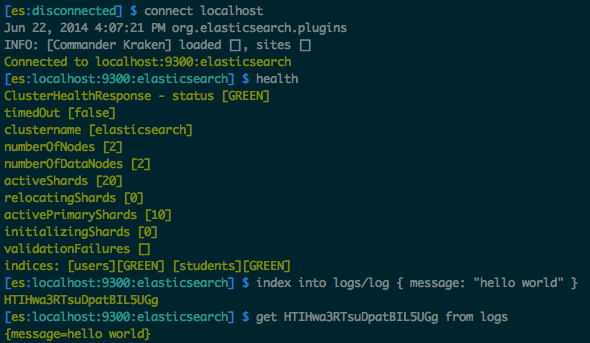 [es:disconnected] $ connect localhost
Jun 22, 2014 4:07:21 PM org.elasticsearch.plugins
INFO: [Commander Kraken] loaded [], sites []
Connected to localhost:9300:elasticsearch
[es:localhost:9300:elasticsearch] $ health
ClusterHealthResponse - status [GREEN]
timedOut [false]
clustername [elasticsearch]
numberOfNodes [2]
numberOfDataNodes [2]
activeShards [20]
relocatingShards [0]
activePrimaryShards [10]
initializingShards [0]
validationFailures []
indices: [users][GREEN] [students][GREEN]
[es:localhost:9300:elasticsearch] $ index into logs/log { message: "hello world" }
HTIHwa3RTsuDpatBIL5UGg
[es:localhost:9300:elasticsearch] $ get HTIHwa3RTsuDpatBIL5UGg from logs
{message=hello world}